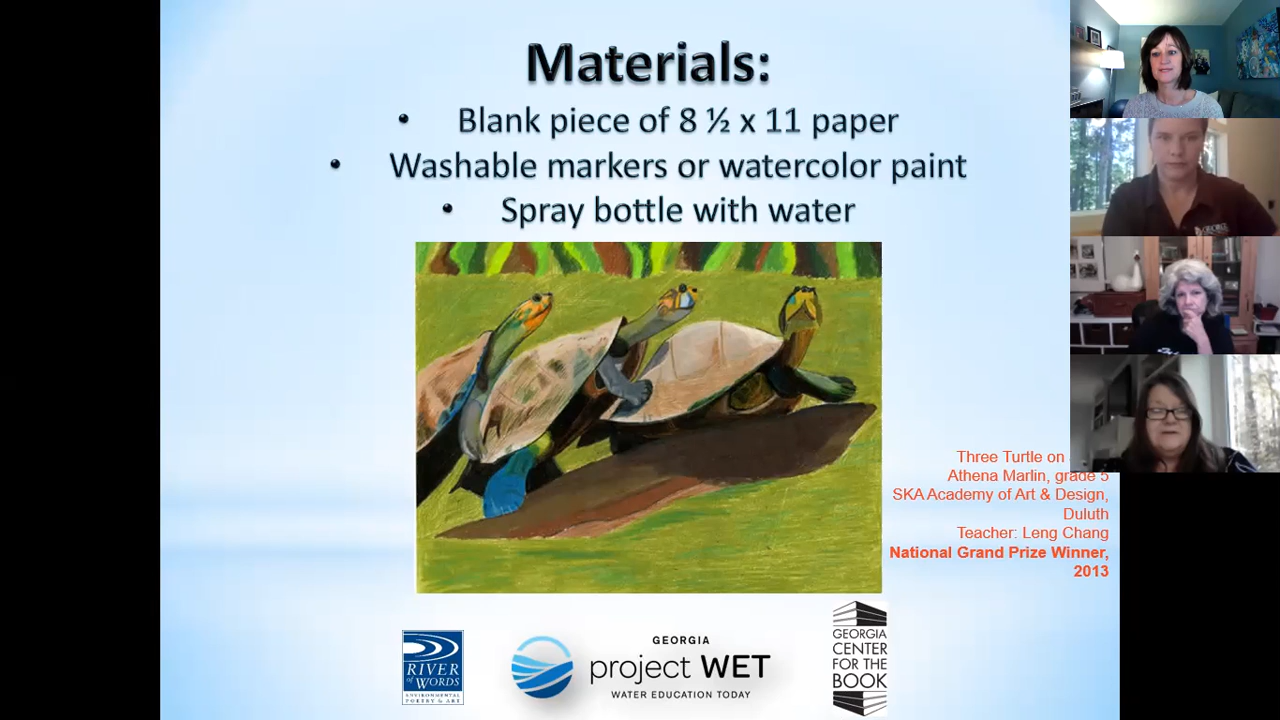 Materials:
• Blank piece of 8 ½ x 11 paper
• Washable markers or watercolor paint
• Spray bottle with water
Three Turtle on
Athena Marlin, grade 5
SKA Academy of Art & Design,
Duluth
Teacher: Leng Chang
National Grand Prize Winner,
2013
RIVER
of WORDS
ENVIRONMENTAL
POETRY & ART
GEORGIA
project WET
WATER EDUCATION TODAY
GEORGIA
CENTER
FOR THE
BOOK